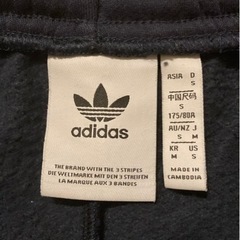 adidas
THE BRAND WITH THE 3 STRIPES
DIE WELTMARKE MIT DEN 3 STREIFEN
LA MARQUE AUX 3 BANDES
ASIA D
S S
中国尺码
175/80A
AU/NZ J
S M
KR US
M S
MADE IN
CAMBODIA